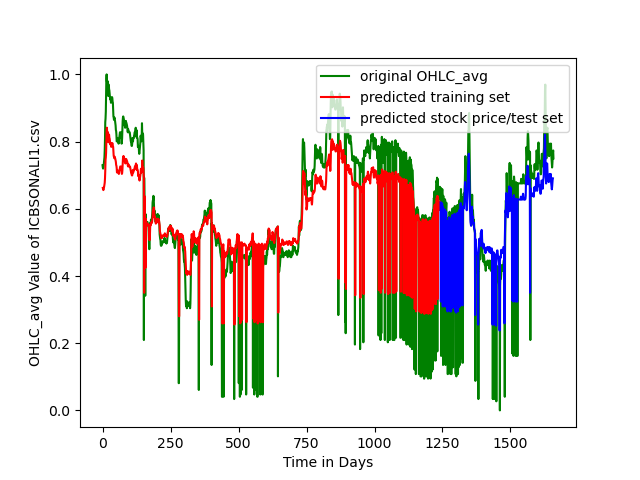 original OHLC_avg
predicted training set
predicted stock price/test set
OHLC_avg Value of ICBSONALI1.csv
1.0
0.8
0.6
0.4
0.2
0.0
0 250 500 750 1000 1250 1500
Time in Days